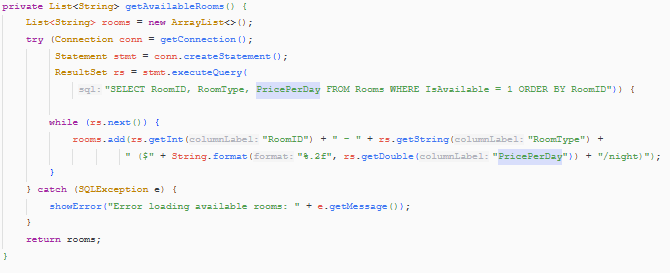 private List<String> getAvailableRooms() {
List<String> rooms = new ArrayList<>();
try (Connection conn = getConnection();
Statement stmt = conn.createStatement();
ResultSet rs = stmt.executeQuery(
sql: "SELECT RoomID, RoomType, PricePerDay FROM Rooms WHERE IsAvailable = 1 ORDER BY RoomID")) {
while (rs.next()) {
rooms.add(rs.getInt( columnLabel: "RoomID") + " - " + rs.getString( columnLabel: "RoomType") +
" ($" + String.format( format: "%.2f", rs.getDouble( columnLabel: "PricePerDay")) + "/night)");
}
} catch (SQLException e) {
showError("Error loading available rooms: " + e.getMessage());
}
return rooms;
}